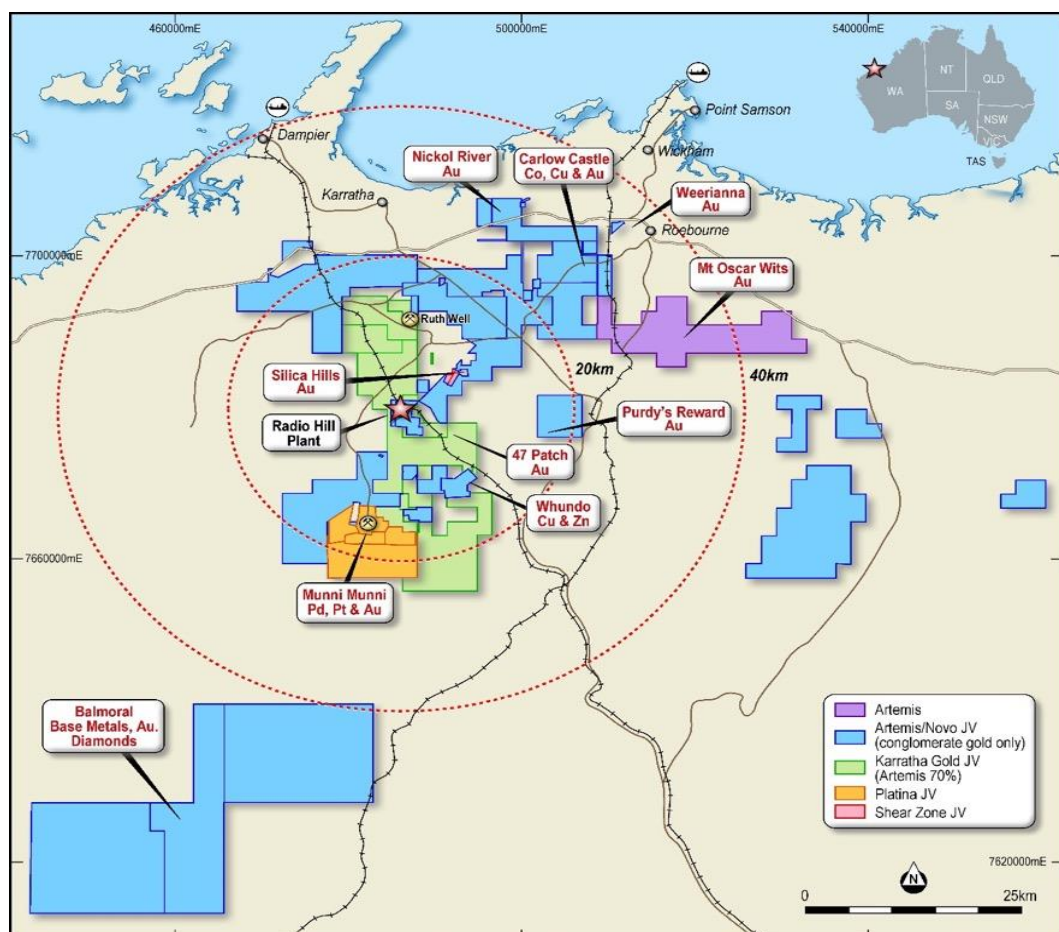 460000mE
500000mE
540000mE
NT
QLD
WA
SA
NSW
VIC
TAS
Point Samson
Dampier
Wickham
Nickol River
Au
Carlow Castle
Co, Cu & Au
Karratha
Weerianna
Au
Roebourne
7700000mE
Mt Oscar Wits
Au
Ruth Well
Silica Hills
Au
20km
40km
Radio Hill
Plant
Purdy's Reward
Au
47 Patch
Au
Whundo
Cu & Zn
7660000mE
Munni Munni
Pd, Pt & Au
Balmoral
Base Metals, Au.
Diamonds
Artemis
Artemis/Novo JV
(conglomerate gold only)
Karratha Gold JV
(Artemis 70%)
Platina JV
Shear Zone JV
7620000mE
N
0
25km